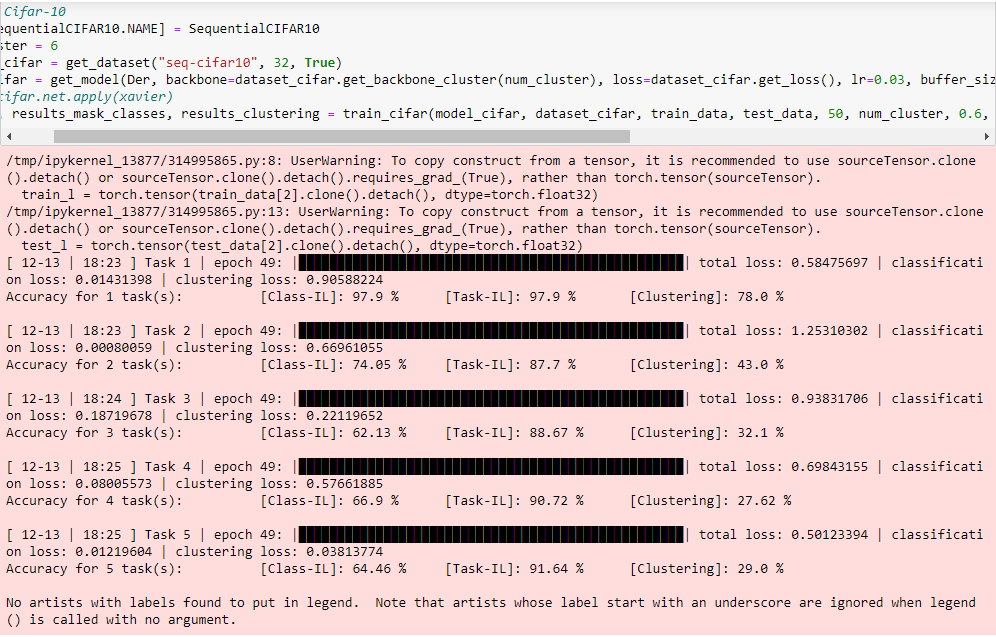 Cifar-10
equentialCIFAR10.NAME] = SequentialCIFAR10
ster = 6
_cifar = get_dataset("seq-cifar10", 32, True)
ifar = get_model(Der, backbone=dataset_cifar.get_backbone_cluster(num_cluster), loss=dataset_cifar.get_loss(), lr=0.03, buffer_siz
cifar.net.apply(xavier)
, results_mask_classes, results_clustering = train_cifar(model_cifar, dataset_cifar, train_data, test_data, 50, num_cluster, 0.6,
/tmp/ipykernel_13877/314995865.py:8: UserWarning: To copy construct from a tensor, it is recommended to use sourceTensor.clone
().detach() or sourceTensor.clone().detach().requires_grad_(True), rather than torch.tensor(sourceTensor).
train_l = torch.tensor(train_data[2].clone().detach(), dtype=torch.float32)
/tmp/ipykernel_13877/314995865.py:13: UserWarning: To copy construct from a tensor, it is recommended to use sourceTensor.clone
().detach() or sourceTensor.clone().detach().requires_grad_(True), rather than torch.tensor(sourceTensor).
test_l = torch.tensor(test_data[2].clone().detach(), dtype=torch.float32)
[ 12-13 | 18:23 ] Task 1 | epoch 49: | | total loss: 0.58475697 | classificati
on loss: 0.01431398 | clustering loss: 0.90588224
Accuracy for 1 task(s): [Class-IL]: 97.9 % [Task-IL]: 97.9 % [Clustering]: 78.0 %
[ 12-13 | 18:23 ] Task 2 | epoch 49: | | total loss: 1.25310302 | classificati
on loss: 0.00080059 | clustering loss: 0.66961055
Accuracy for 2 task(s): [Class-IL]: 74.05 % [Task-IL]: 87.7 % [Clustering]: 43.0 %
[ 12-13 | 18:24 ] Task 3 | epoch 49: | | total loss: 0.93831706 | classificati
on loss: 0.18719678 | clustering loss: 0.22119652
Accuracy for 3 task(s): [Class-IL]: 62.13 % [Task-IL]: 88.67 % [Clustering]: 32.1 %
[ 12-13 | 18:25 ] Task 4 | epoch 49: | | total loss: 0.69843155 | classificati
on loss: 0.08005573 | clustering loss: 0.57661885
Accuracy for 4 task(s): [Class-IL]: 66.9 % [Task-IL]: 90.72 % [Clustering]: 27.62 %
[ 12-13 | 18:25 ] Task 5 | epoch 49: | | total loss: 0.50123394 | classificati
on loss: 0.01219604 | clustering loss: 0.03813774
Accuracy for 5 task(s): [Class-IL]: 64.46 % [Task-IL]: 91.64 % [Clustering]: 29.0 %
No artists with labels found to put in legend.  Note that artists whose label start with an underscore are ignored when legend
() is called with no argument.